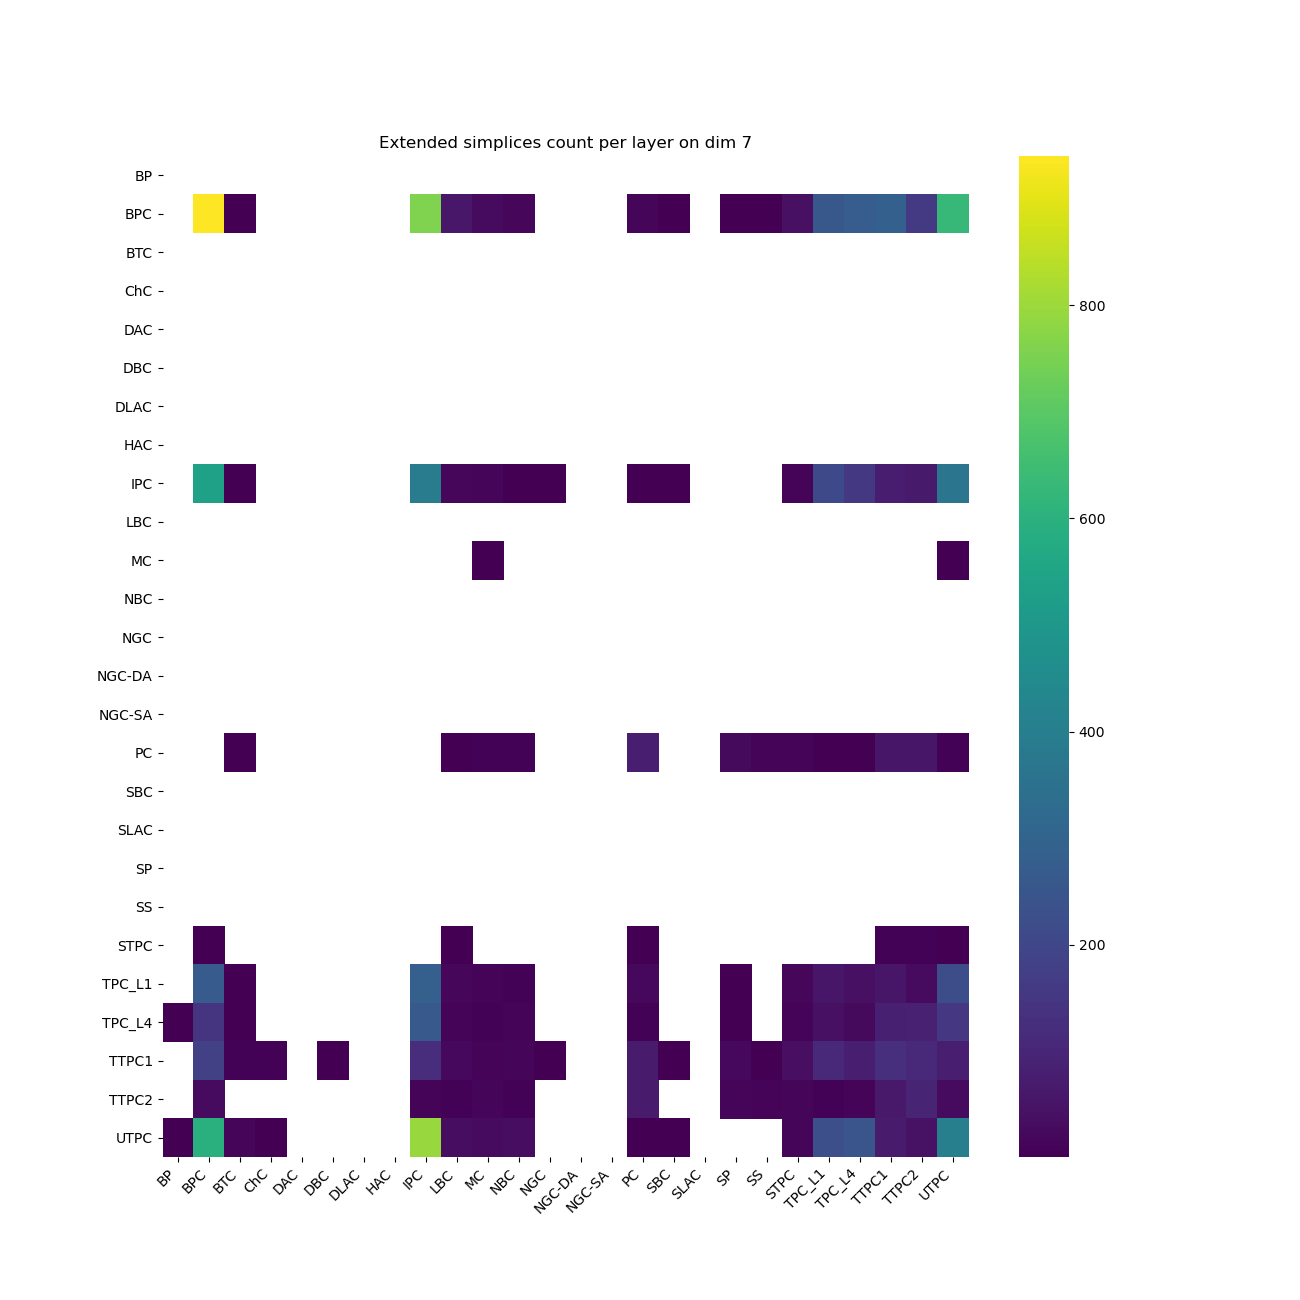 Extended simplices count per layer on dim 7
BP
BPC
BTC
ChC
DAC
DBC
DLAC
HAC
IPC
LBC
MC
NBC
NGC
NGC-DA
NGC-SA
PC
SBC
SLAC
SP
SS
STPC
TPC_L1
TPC_L4
TTPC1
TTPC2
UTPC
BP
BPC
BTC
ChC
DAC
DBC
DLAC
HAC
IPC
LBC
MC
NBC
NGC
NGC-DA
NGC-SA
PC
SBC
SLAC
SP
SS
STPC
TPC_L1
TPC_L4
TTPC1
TTPC2
UTPC
800
600
400
200